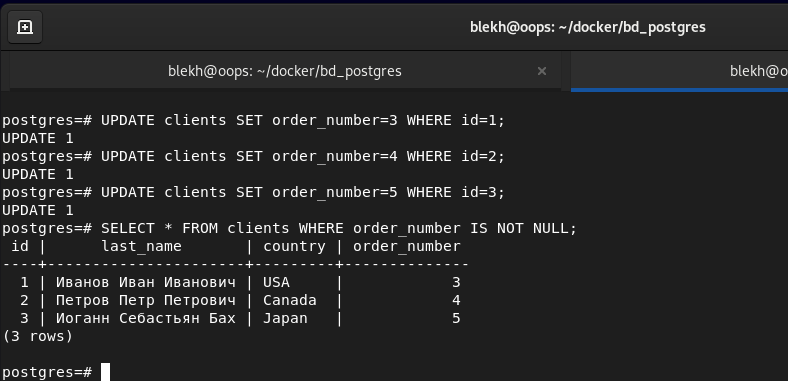 blekh@oops: ~/docker/bd_postgres
blekh@oops: ~/docker/bd_postgres × blekh@o
postgres=# UPDATE clients SET order_number=3 WHERE id=1;
UPDATE 1
postgres=# UPDATE clients SET order_number=4 WHERE id=2;
UPDATE 1
postgres=# UPDATE clients SET order_number=5 WHERE id=3;
UPDATE 1
postgres=# SELECT * FROM clients WHERE order_number IS NOT NULL;
 id |      last_name       | country | order_number
----+----------------------+---------+--------------
  1 | Иванов Иван Иванович | USA     |            3
  2 | Петров Петр Петрович | Canada  |            4
  3 | Иоганн Себастьян Бах | Japan   |            5
(3 rows)
postgres=#